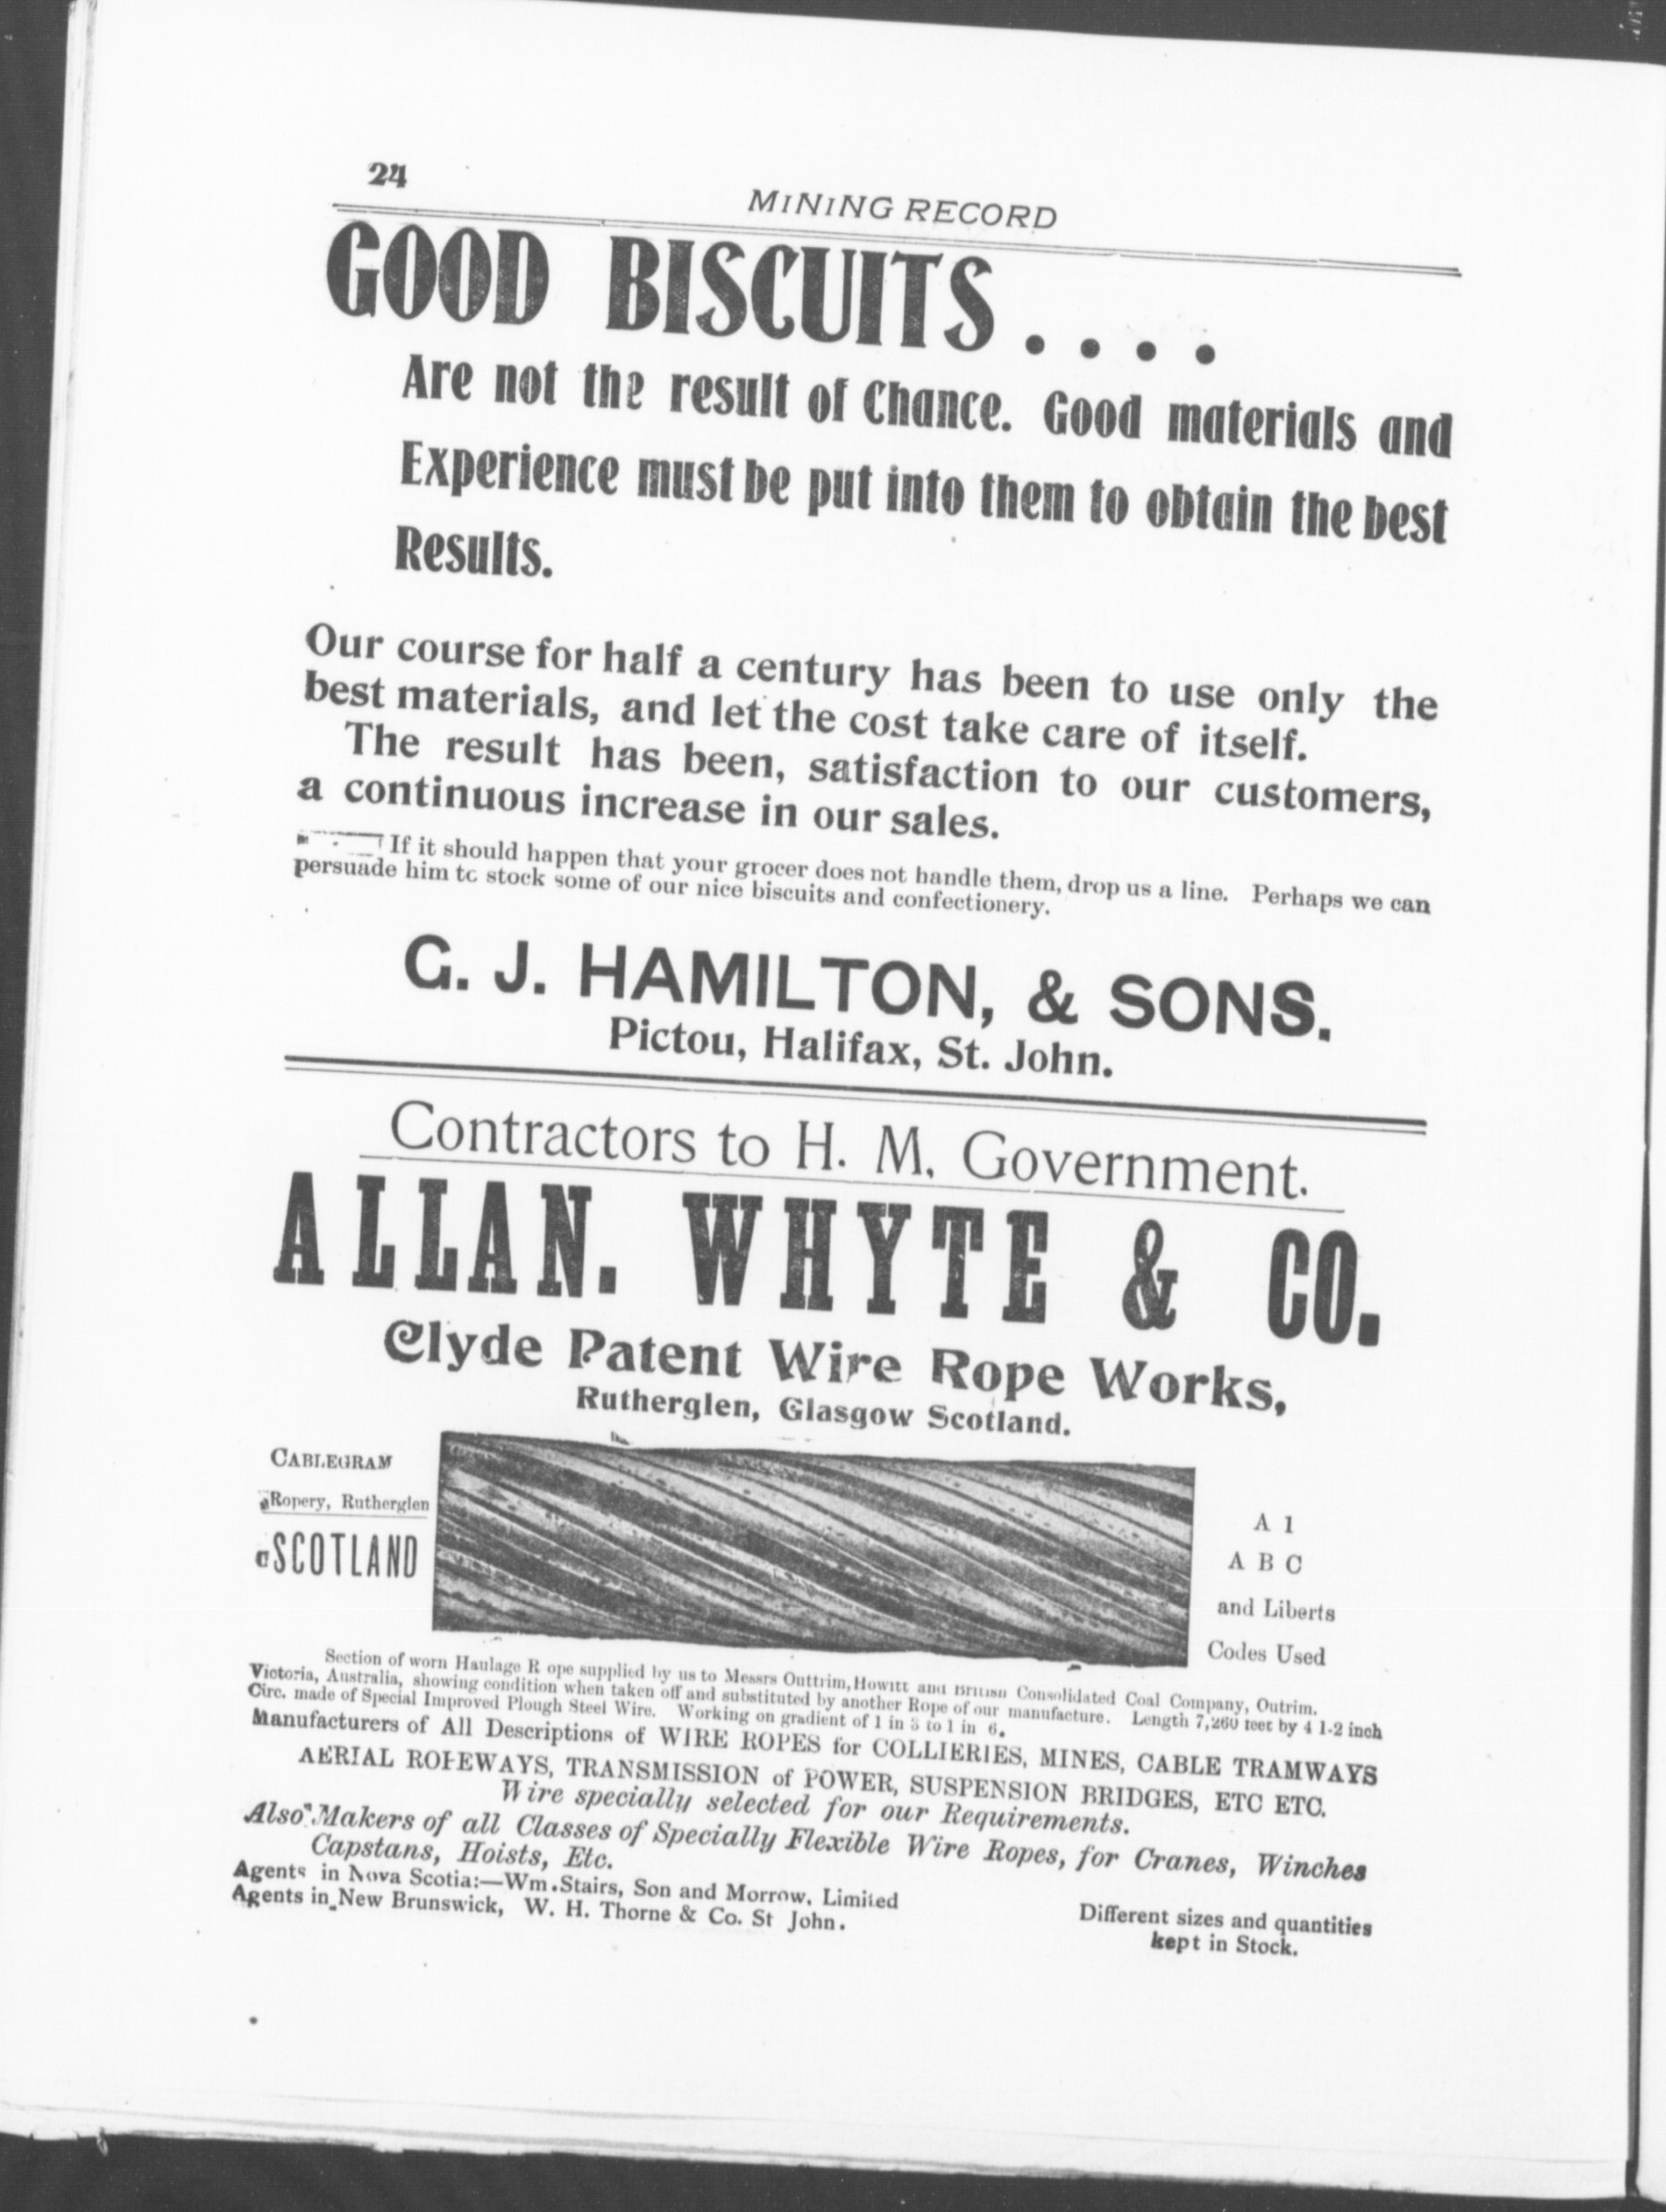 24
MINING RECORD
GOOD BISCUITS....
Are not the result of Chance. Good materials and
Experience must be put into them to obtain the best
Results.
Our course for half a century has been to use only the
best materials, and let the cost take care of itself.
The result has been, satisfaction to our customers,
a continuous increase in our sales.
If it should happen that your grocer does not handle them, drop us a line. Perhaps we can
persuade him to stock some of our nice biscuits and confectionery.
G. J. HAMILTON, & SONS.
Pictou, Halifax, St. John.
Contractors to H. M. Government.
ALLAN. WHYTE & CO.
Clyde Patent Wire Rope Works,
Rutherglen, Glasgow Scotland.
CABLEGRAM
Ropery, Rutherglen
SCOTLAND
A 1
A B C
and Liberts
Codes Used
Section of worn Haulage R ope supplied by us to Messrs Outtrim, Howitt and British Consolidated Coal Company, Outrim.
Victoria, Australia, showing condition when taken off and substituted by another Rope of our manufacture. Length 7,260 feet by 4 1-2 inch
Circ. made of Special Improved Plough Steel Wire. Working on gradient of 1 in 3 to 1 in 6.
Manufacturers of All Descriptions of WIRE ROPES for COLLIERIES, MINES, CABLE TRAMWAYS
AERIAL ROPEWAYS, TRANSMISSION of POWER, SUSPENSION BRIDGES, ETC ETC.
Wire specially selected for our Requirements.
Also Makers of all Classes of Specially Flexible Wire Ropes, for Cranes, Winches
Capstans, Hoists, Etc.
Agents in Nova Scotia:—Wm. Stairs, Son and Morrow, Limited
Agents in New Brunswick, W. H. Thorne & Co. St John.
Different sizes and quantities
kept in Stock.